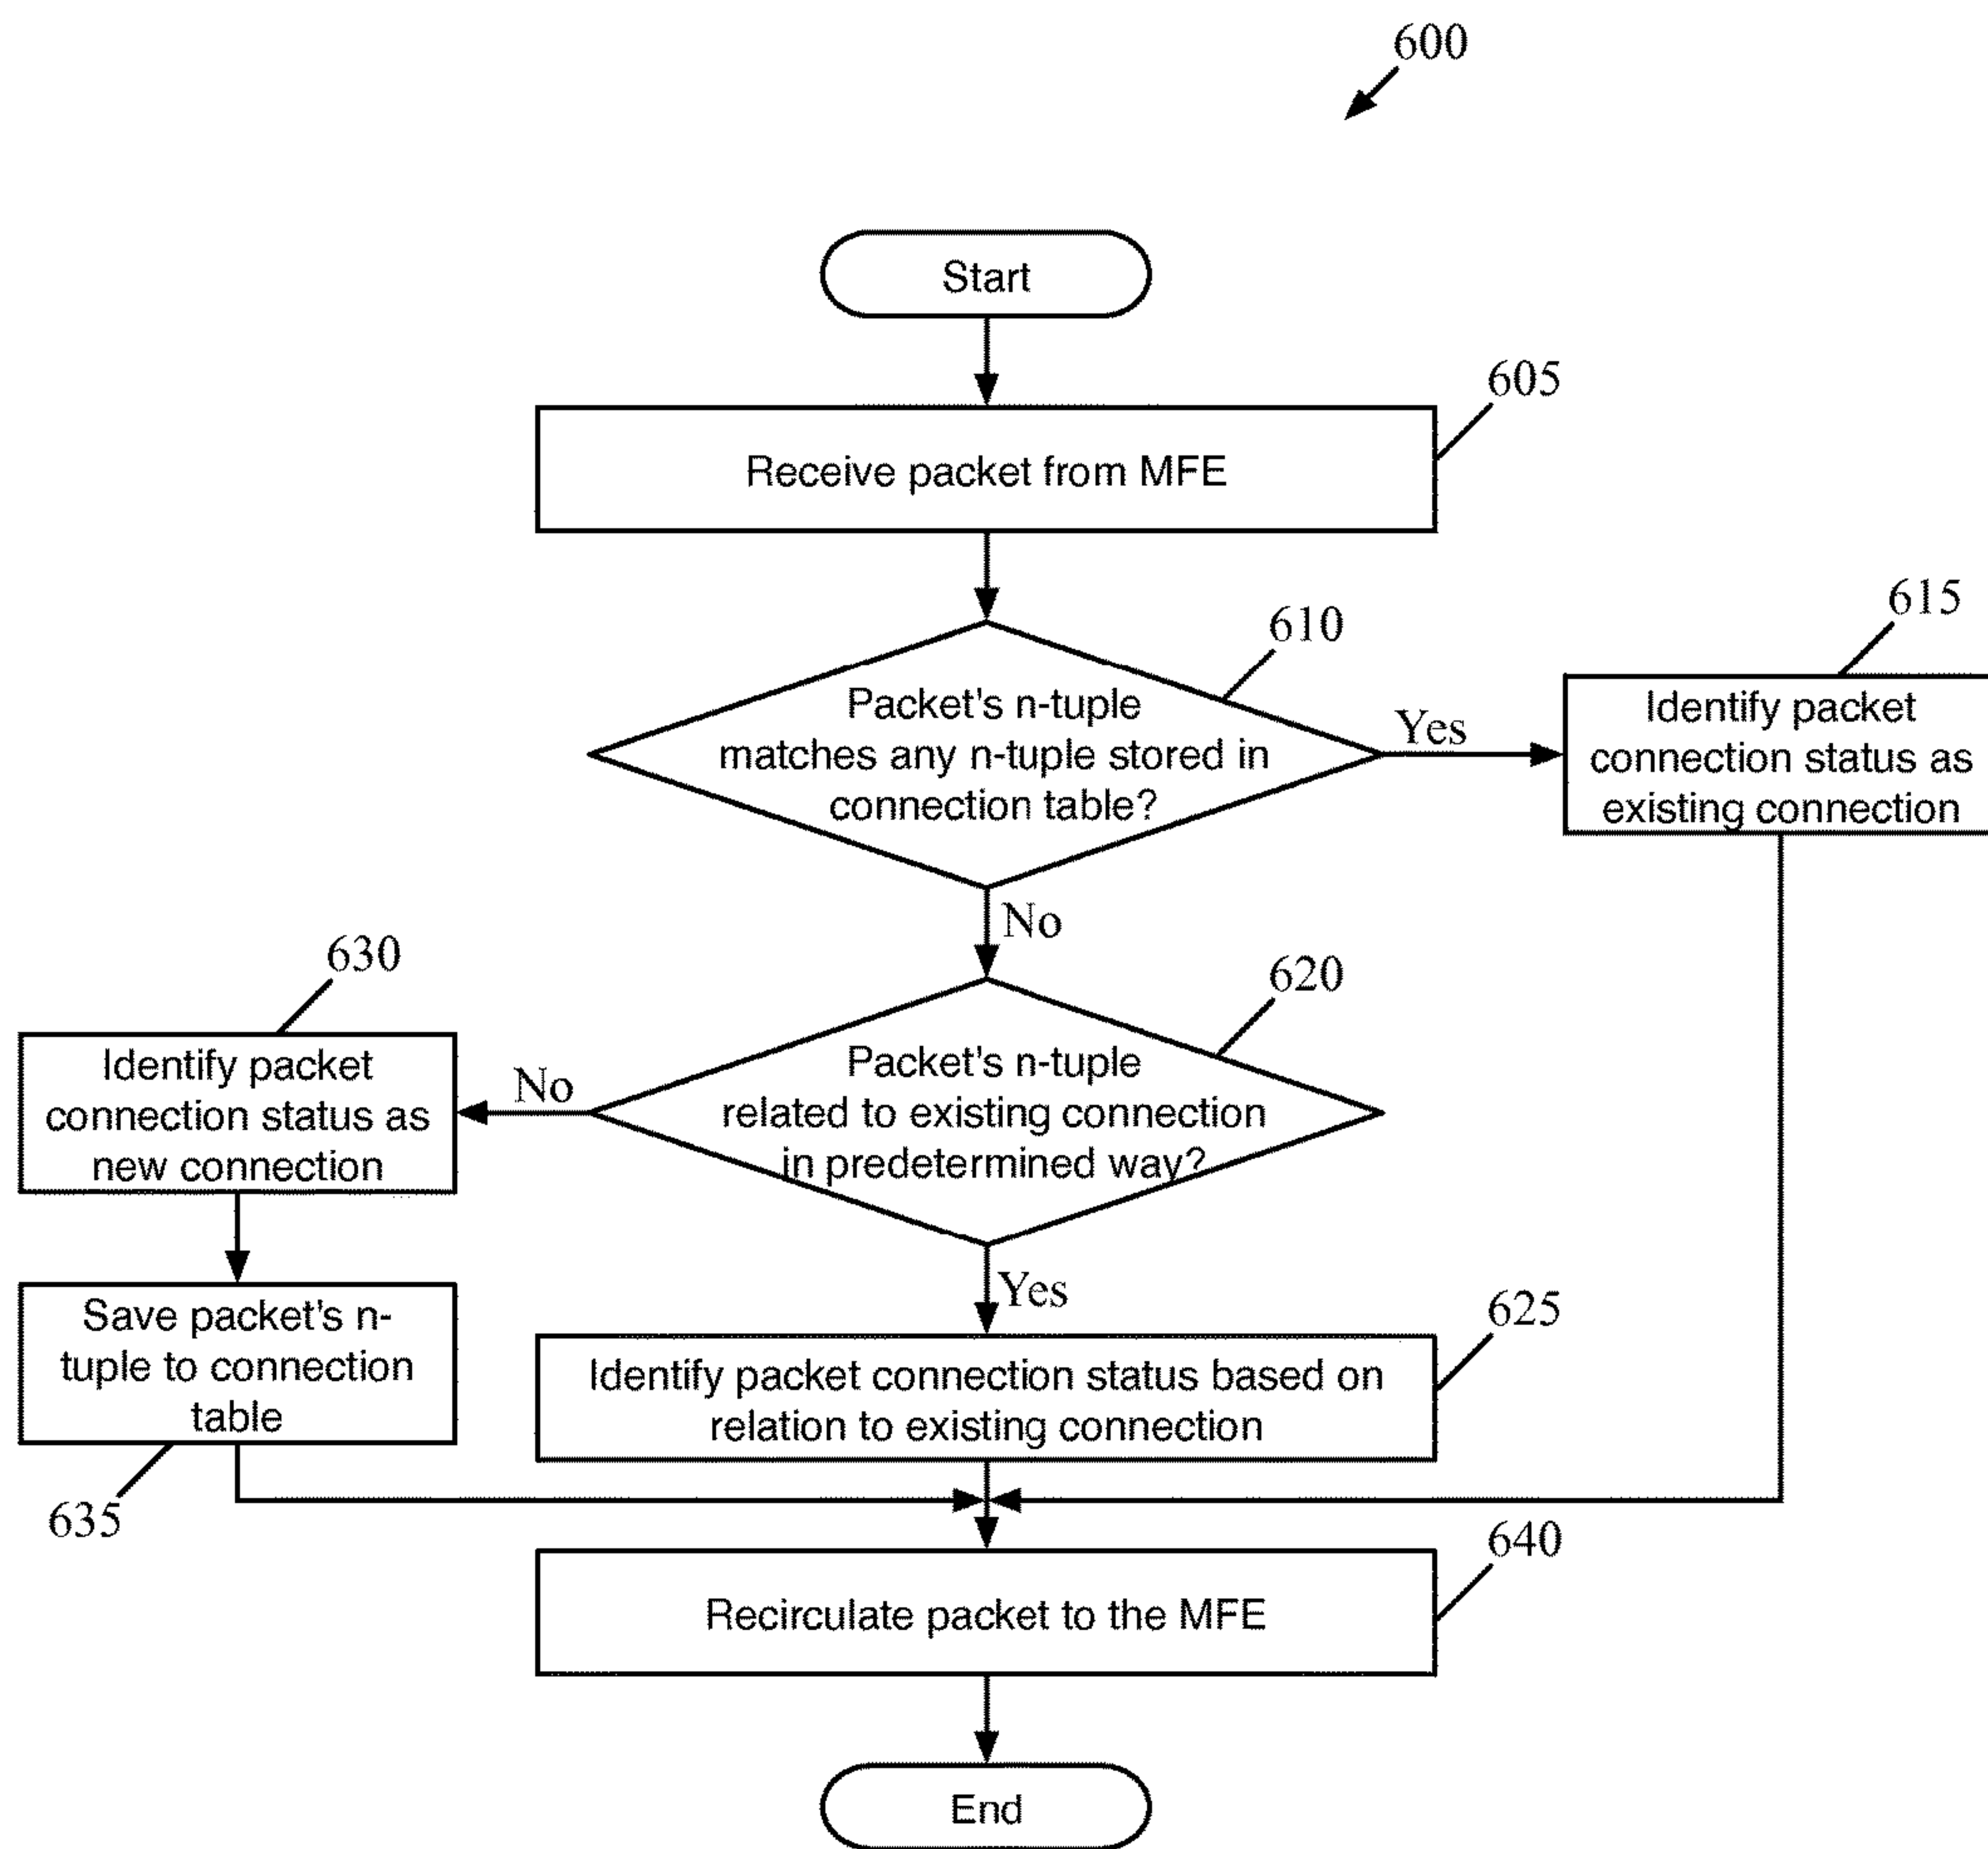 600
Start
605
Receive packet from MFE
610
Packet's n-tuple
matches any n-tuple stored in
connection table?
Yes
615
Identify packet
connection status as
existing connection
No
630
620
Identify packet
connection status as
new connection
No
Packet's n-tuple
related to existing connection
in predetermined way?
Yes
Save packet's n-
tuple to connection
table
635
625
Identify packet connection status based on
relation to existing connection
640
Recirculate packet to the MFE
End